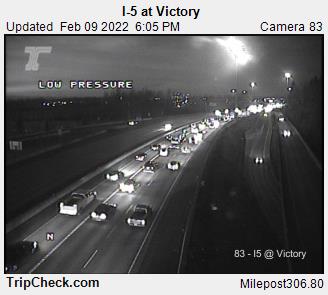 I-5 at Victory
Updated Feb 09 2022 6:05 PM Camera 83
T
LOW PRESSURE
N
83 - I5 @ Victory
TripCheck.com Milepost306.80